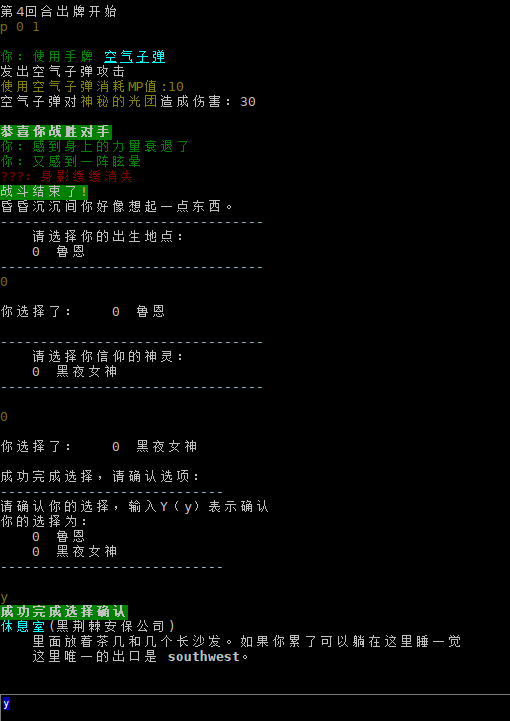 第4回合出牌开始
p 0 1
你: 使用手牌 空气子弹
发出空气子弹攻击
使用空气子弹消耗MP值:10
空气子弹对神秘的光团造成伤害: 30
恭喜你战胜对手
你: 感到身上的力量衰退了
你: 又感到一阵眩晕
???: 身影缓缓消失
战斗结束了!
昏昏沉沉间你好像想起一点东西。
---------------------------------
请选择你的出生地点:
0 鲁恩
---------------------------------
0
你选择了: 0 鲁恩
---------------------------------
请选择你信仰的神灵:
0 黑夜女神
---------------------------------
0
你选择了: 0 黑夜女神
成功完成选择，请确认选项:
----------------------------
请确认你的选择，输入Y（y）表示确认
你的选择为:
0 鲁恩
0 黑夜女神
----------------------------
y
成功完成选择确认
休息室(黑荆棘安保公司)
里面放着茶几和几个长沙发。如果你累了可以躺在这里睡一觉
这里唯一的出口是 southwest。
y